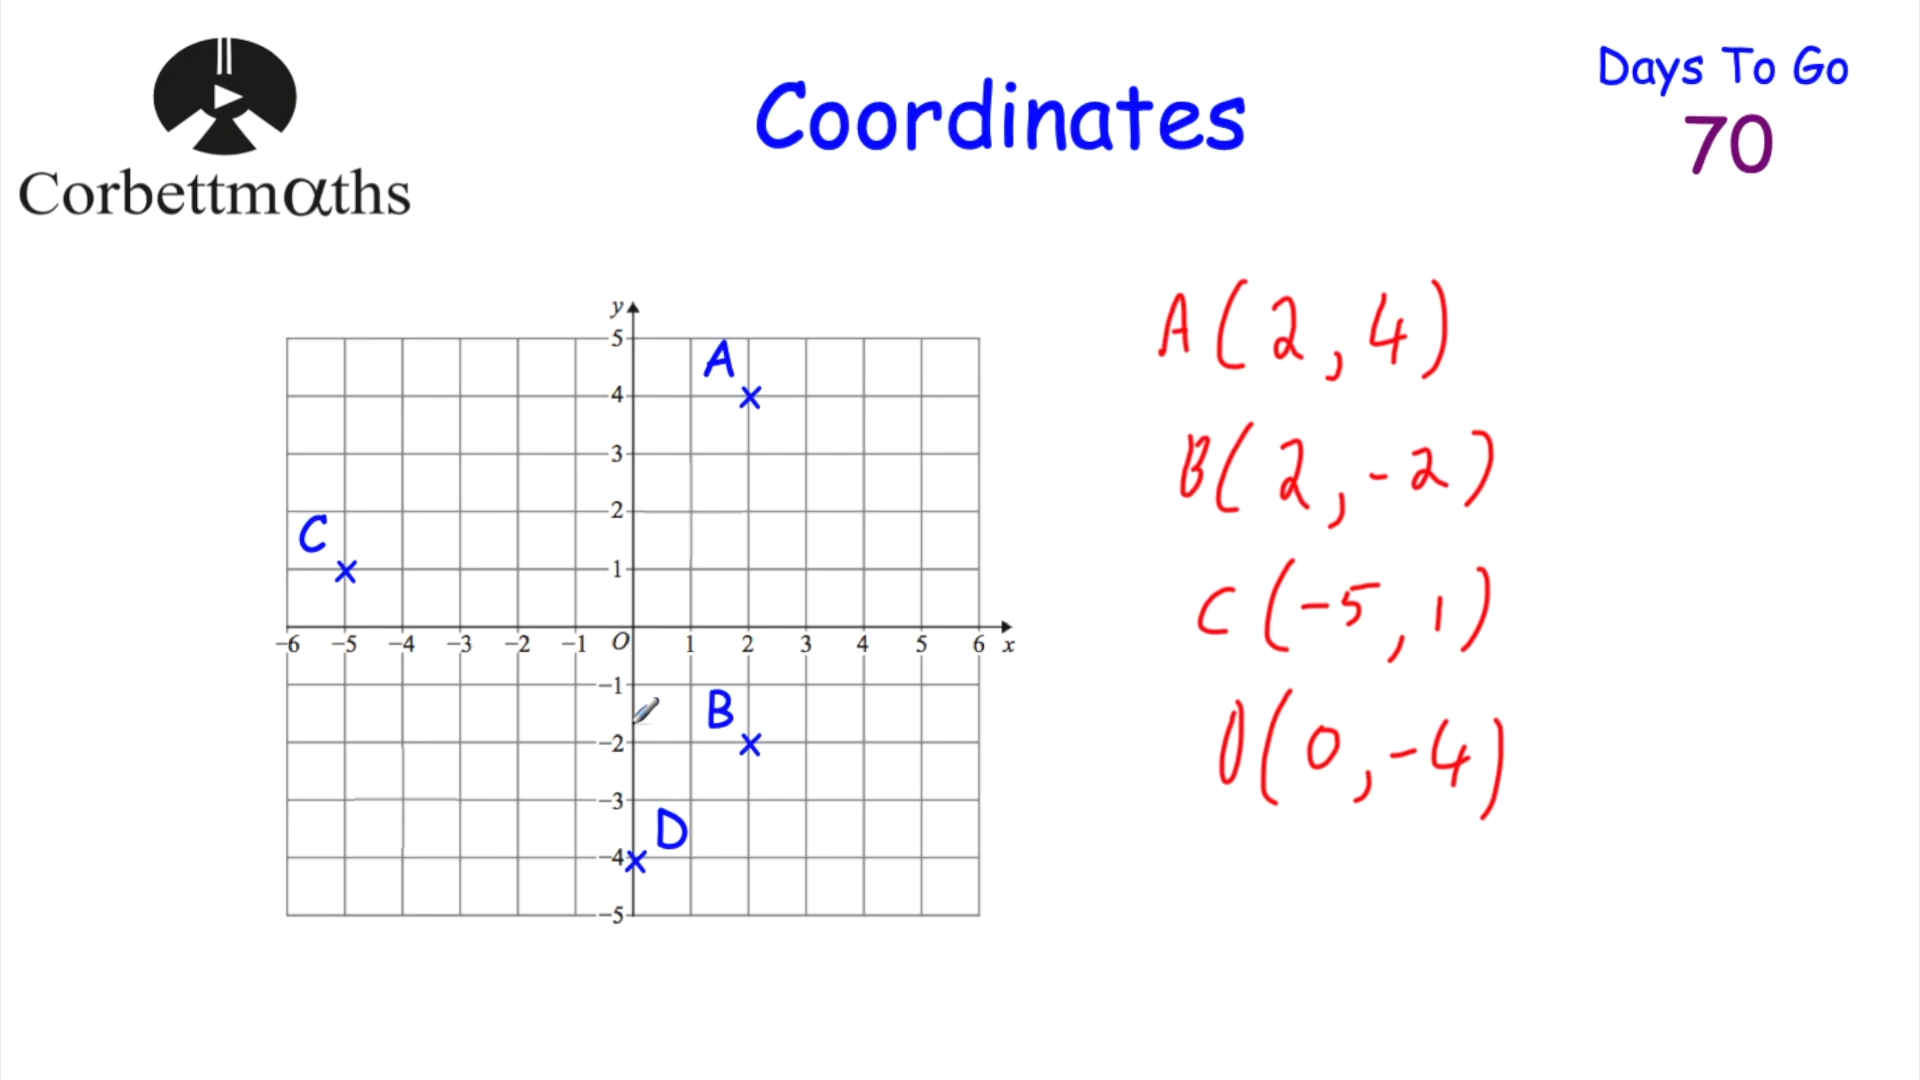 Corbettmαths
Coordinates
Days To Go
70
y
5
A
4
3
2
C
1
-6 -5 -4 -3 -2 -1 O 1 2 3 4 5 6 x
-1
B
-2
-3
D
-4
-5
A(2,4)
B(2,-2)
C(-5,1)
D(0,-4)